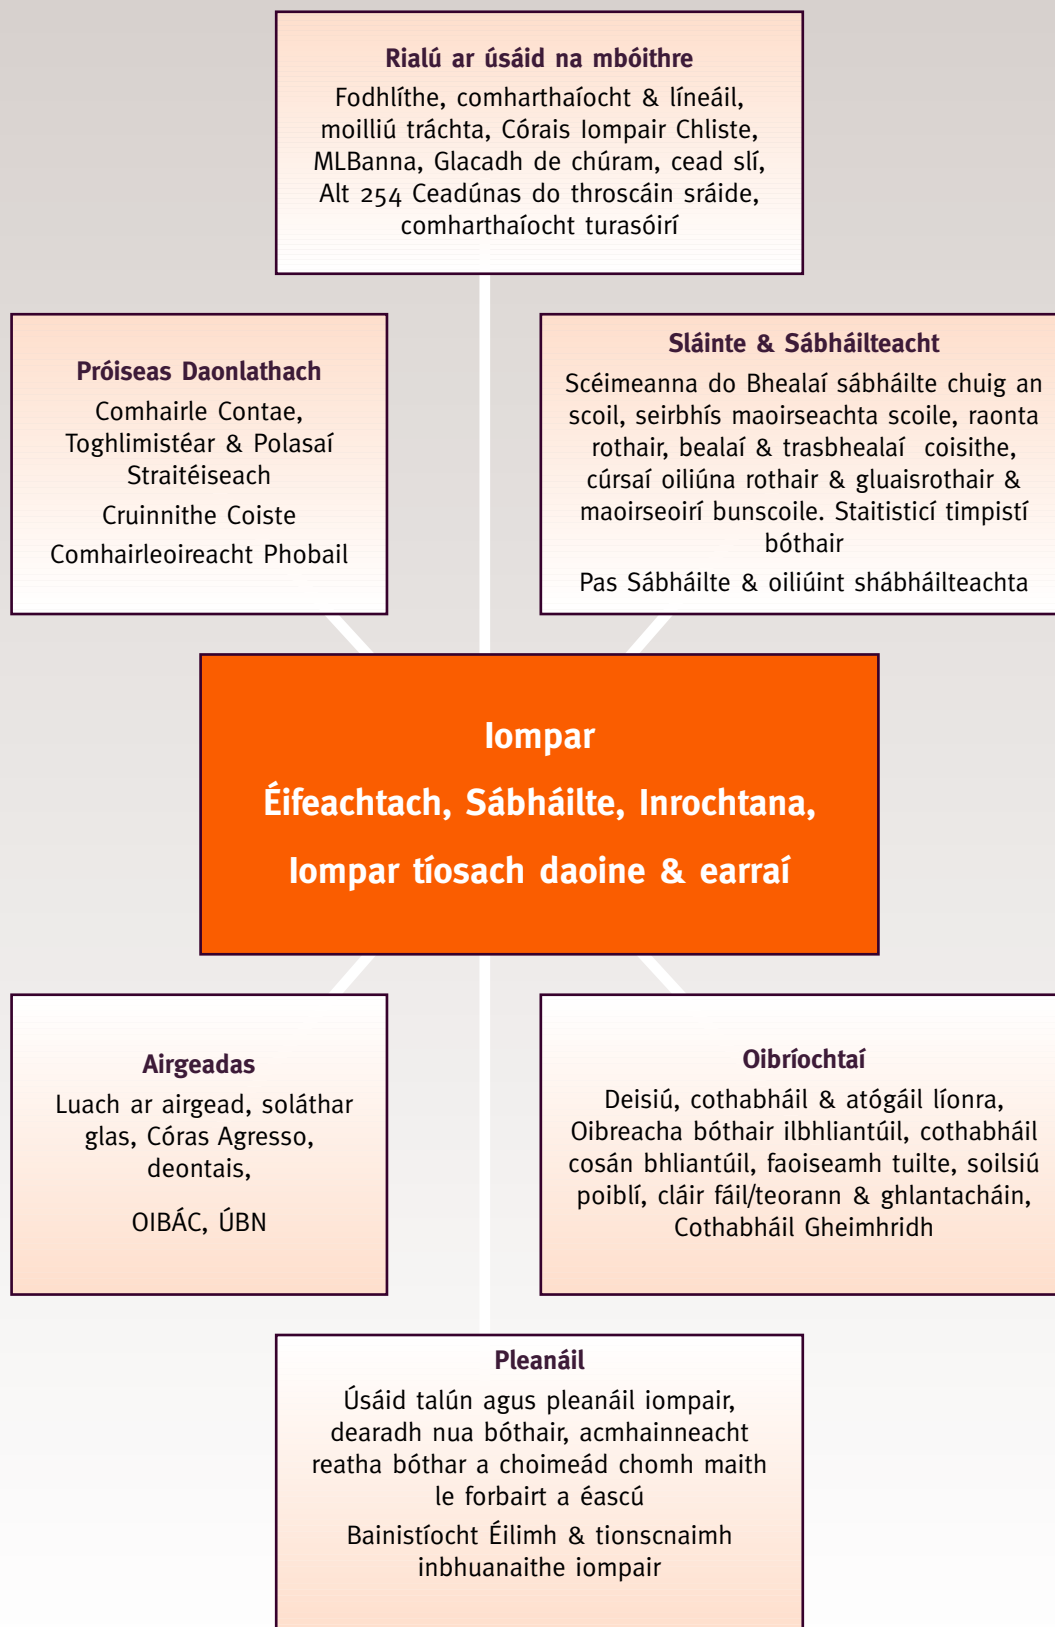 Rialú ar úsáid na mbóithre
Fodhlíthe, comharthaíocht & líneáil,
moilliú tráchta, Córais Iompair Chliste,
MLBanna, Glacadh de chúram, cead slí,
Alt 254 Ceadúnas do throscáin sráide,
comharthaíocht turasóirí
Próiseas Daonlathach
Comhairle Contae,
Toghlimistéar & Polasaí
Straitéiseach
Cruinnithe Coiste
Comhairleoireacht Phobail
Sláinte & Sábháilteacht
Scéimeanna do Bhealaí sábháilte chuig an
scoil, seirbhís maoirseachta scoile, raonta
rothair, bealaí & trasbhealaí coisithe,
cúrsaí oiliúna rothair & gluaisrothair &
maoirseoirí bunscoile. Staitisticí timpistí
bóthair
Pas Sábháilte & oiliúint shábháilteachta
Iompar
Éifeachtach, Sábháilte, Inrochtana,
Iompar tíosach daoine & earraí
Airgeadas
Luach ar airgead, soláthar
glas, Córas Agresso,
deontais,
OIBÁC, ÚBN
Oibríochtaí
Deisiú, cothabháil & atógáil líonra,
Oibreacha bóthair ilbhliantúil, cothabháil
cosán bhliantúil, faoiseamh tuilte, soilsiú
poiblí, cláir fáil/teorann & ghlantacháin,
Cothabháil Gheimhridh
Pleanáil
Úsáid talún agus pleanáil iompair,
dearadh nua bóthair, acmhainneacht
reatha bóthar a choimeád chomh maith
le forbairt a éascú
Bainistíocht Éilimh & tionscnaimh
inbhuanaithe iompair